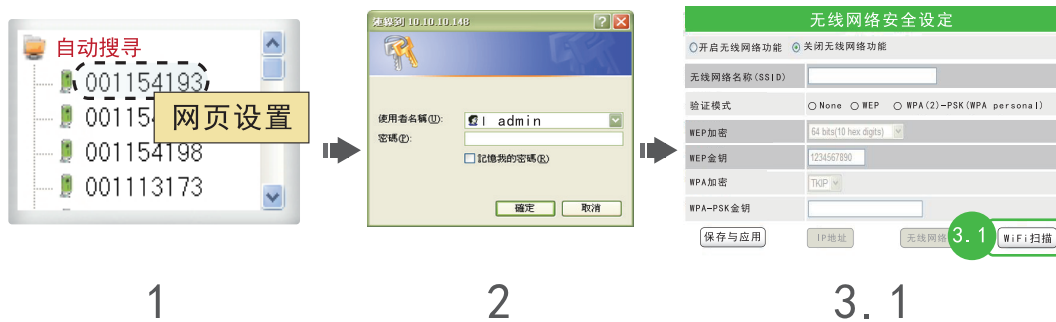 自动搜寻
001154193
00115
网页设置
001154198
001113173
1
連線到 10.10.10.148
使用者名稱(U):
admin
密碼(P):
記憶我的密碼(R)
確定 取消
2
无线网络安全设定
开启无线网络功能 关闭无线网络功能
无线网络名称(SSID)
验证模式 None WEP WPA(2)-PSK(WPA personal)
WEP加密 64 bits(10 hex digits)
WEP金钥 1234567890
WPA加密 TKIP
WPA-PSK金钥
保存与应用 IP地址 无线网络 3.1 WiFi扫描
3.1